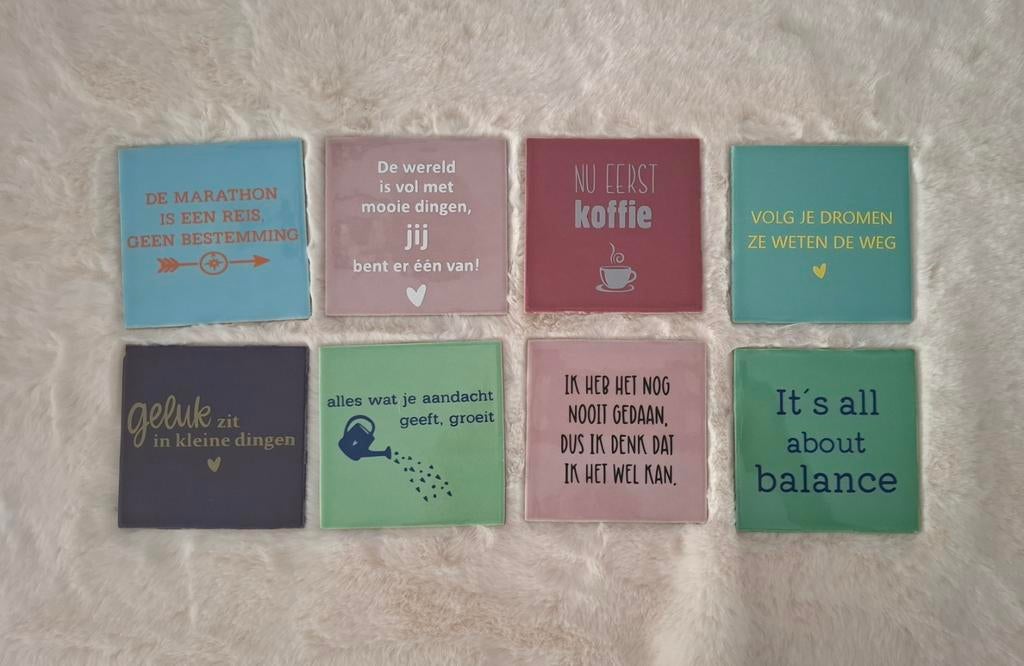 DE MARATHON
IS EEN REIS,
GEEN BESTEMMING
De wereld
is vol met
mooie dingen,
jij
bent er één van!
NU EERST
koffie
VOLG JE DROMEN
ZE WETEN DE WEG
geluk zit
in kleine dingen
alles wat je aandacht
geeft, groeit
IK HEB HET NOG
NOOIT GEDAAN,
DUS IK DENK DAT
IK HET WEL KAN.
It´s all
about
balance